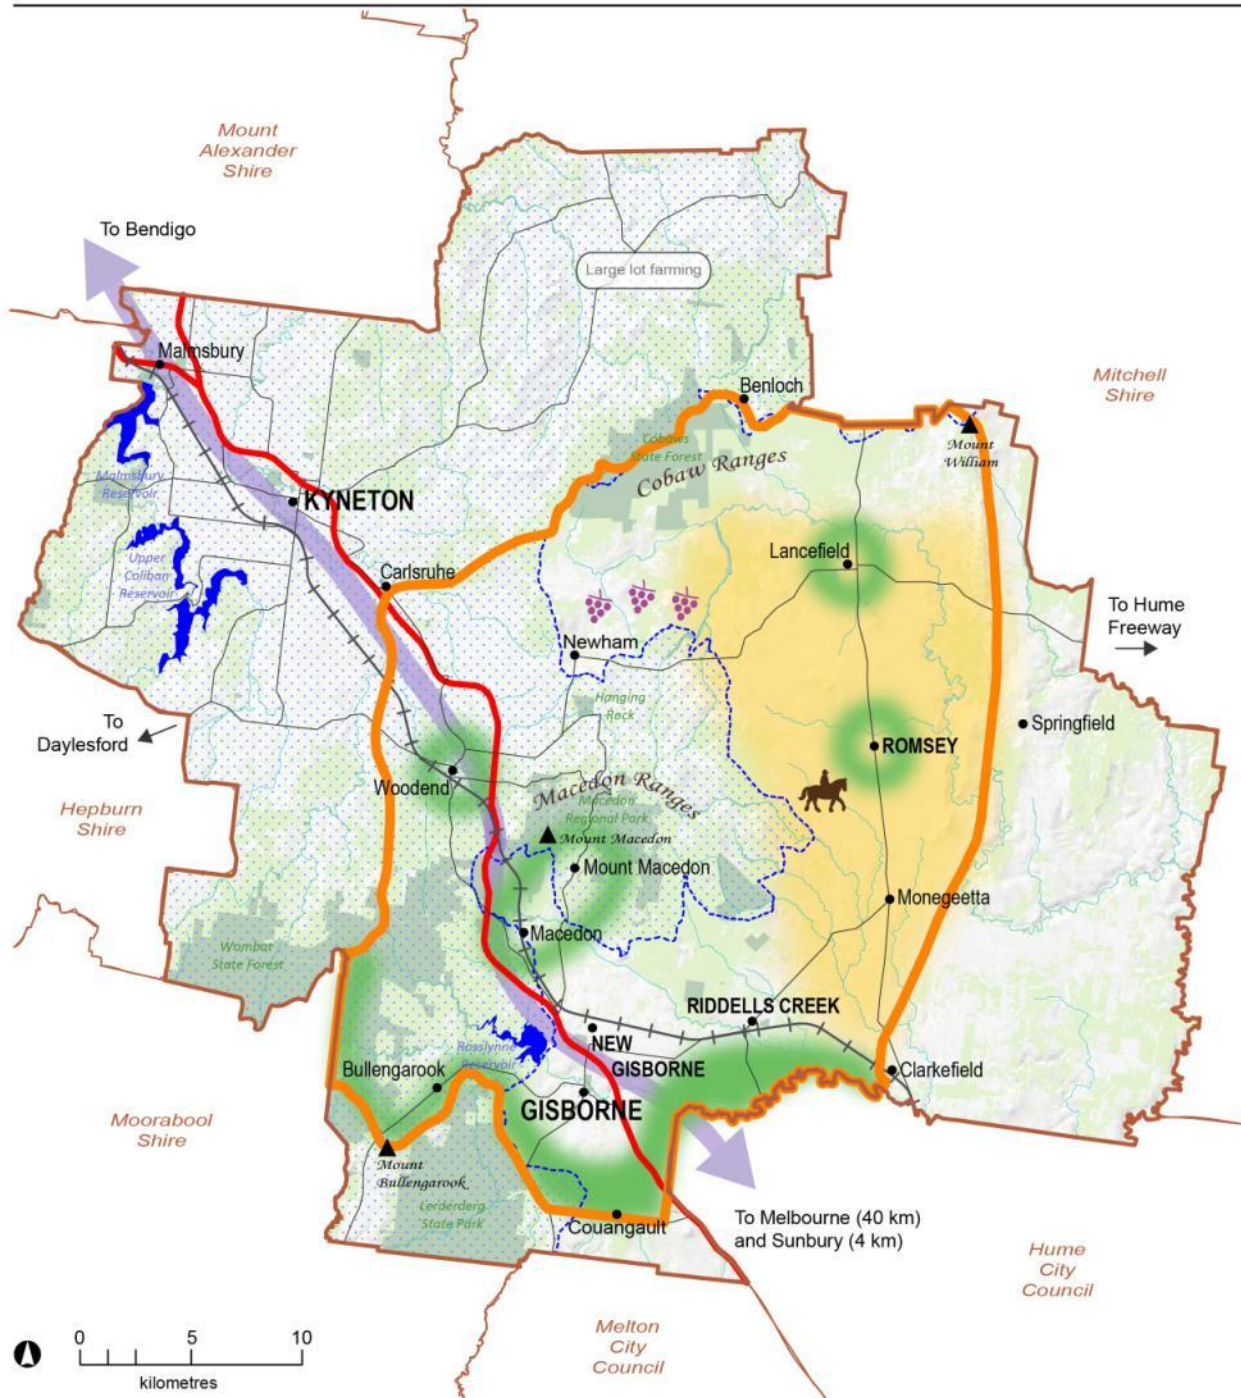 Mount
Alexander
Shire
To Bendigo
Large lot farming
Malmsbury
Benloch
Mitchell
Shire
Mount
William
Cobaws
State Forest
Cobaw Ranges
Malmsbury
Reservoir
KYNETON
Upper
Coliban
Reservoir
Lancefield
Carlsruhe
To Hume
Freeway
Newham
Hanging
Rock
To
Daylesford
Springfield
ROMSEY
Woodend
Macedon Ranges
Macedon
Regional Park
Hepburn
Shire
Mount Macedon
Mount Macedon
Monegeetta
Macedon
Wombat
State Forest
RIDDELLS CREEK
Rosslynne
Reservoir
NEW
GISBORNE
Bullengarook
Clarkefield
GISBORNE
Moorabool
Shire
Mount
Bullengarook
Lerderderg
State Park
Couangault
To Melbourne (40 km)
and Sunbury (4 km)
Hume
City
Council
Melton
City
Council
0 5 10
kilometres